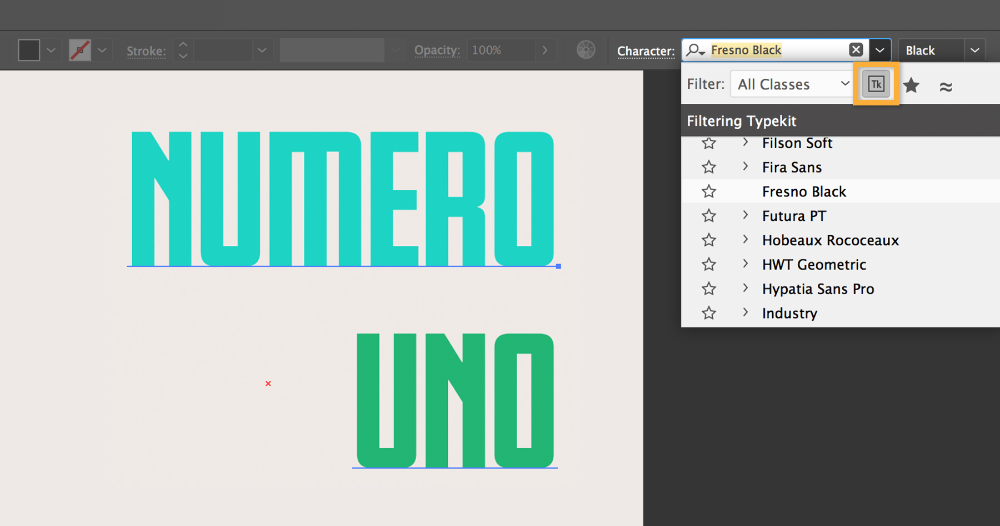 Stroke: Opacity: 100% Character: Fresno Black Black
Filter: All Classes Tk
Filtering Typekit
Filson Soft
Fira Sans
Fresno Black
Futura PT
Hobeaux Rococeaux
HWT Geometric
Hypatia Sans Pro
Industry
NUMERO
UNO